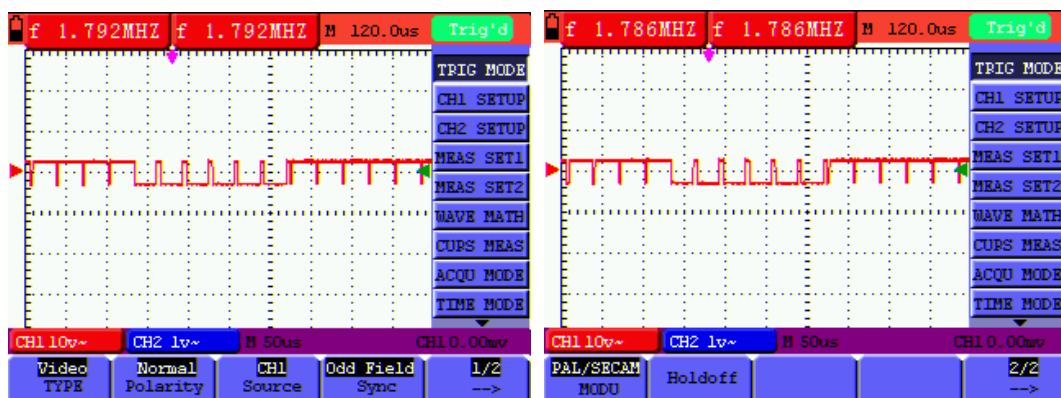 f 1.792MHZ f 1.792MHZ M 120.0us Trig'd
TRIG MODE
CH1 SETUP
CH2 SETUP
MEAS SET1
MEAS SET2
WAVE MATH
CUPS MEAS
ACQU MODE
TIME MODE
CH1 10v~ CH2 1v~ M 50us CH1 0.00mv
Video Normal CH1 Odd Field 1/2
TYPE Polarity Source Sync -->
f 1.786MHZ f 1.786MHZ M 120.0us Trig'd
TRIG MODE
CH1 SETUP
CH2 SETUP
MEAS SET1
MEAS SET2
WAVE MATH
CUPS MEAS
ACQU MODE
TIME MODE
CH1 10v~ CH2 1v~ M 50us CH1 0.00mv
PAL/SECAM Holdoff 2/2
MODU -->